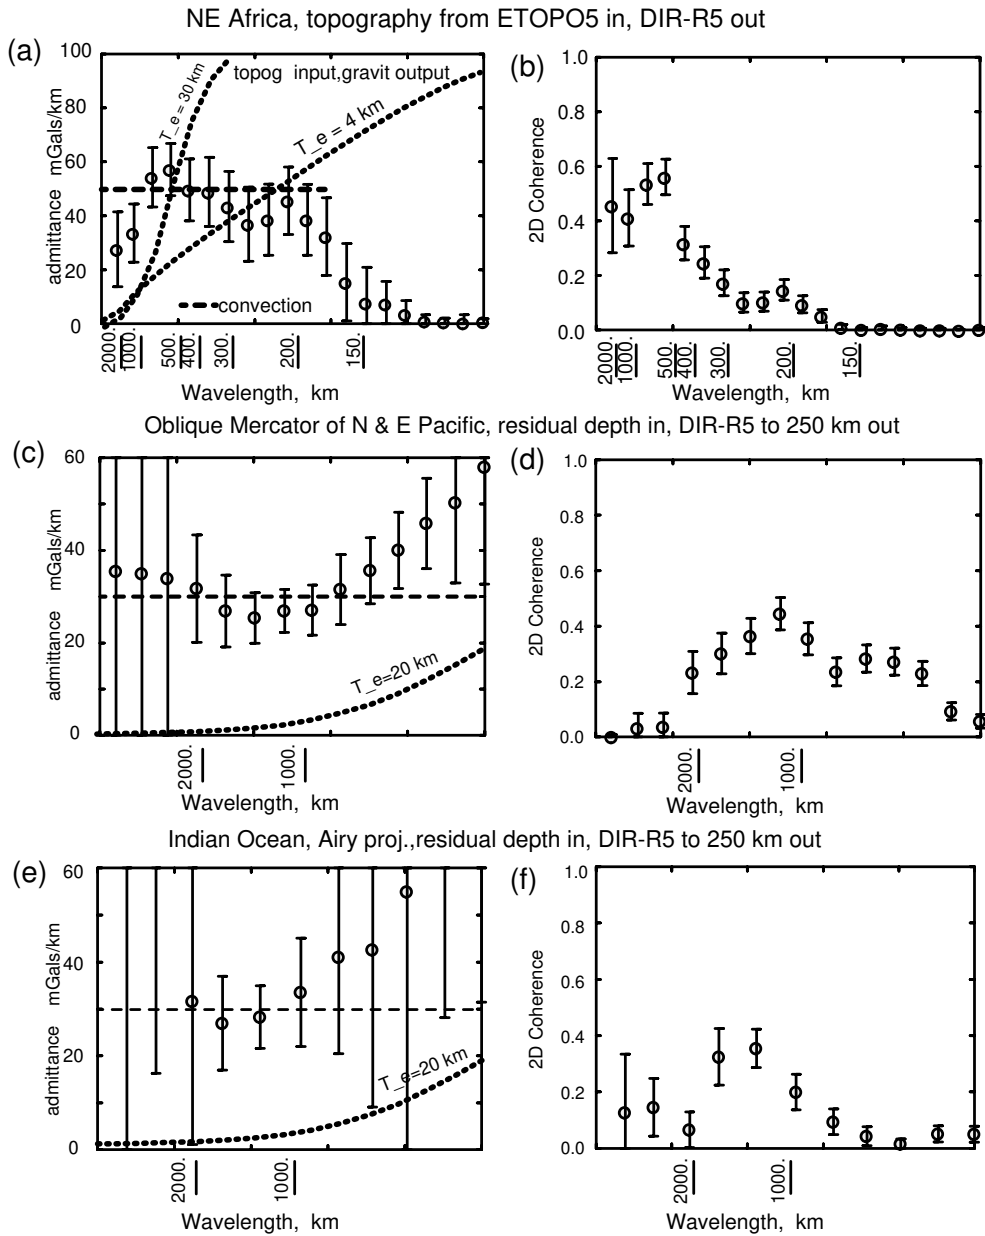 NE Africa, topography from ETOPO5 in, DIR-R5 out
(a)
100
80
60
40
20
0
admittance mGals/km
T_e = 30 km
topog input,gravit output
T_e = 4 km
convection
2000. 1000. 500. 400. 300. 200. 150.
Wavelength, km
(b)
1.0
0.8
0.6
0.4
0.2
0.0
2D Coherence
2000. 1000. 500. 400. 300. 200. 150.
Wavelength, km
Oblique Mercator of N & E Pacific, residual depth in, DIR-R5 to 250 km out
(c)
60
40
20
0
admittance mGals/km
T_e=20 km
2000. 1000.
Wavelength, km
(d)
1.0
0.8
0.6
0.4
0.2
0.0
2D Coherence
2000. 1000.
Wavelength, km
Indian Ocean, Airy proj.,residual depth in, DIR-R5 to 250 km out
(e)
60
40
20
0
admittance mGals/km
T_e=20 km
2000. 1000.
Wavelength, km
(f)
1.0
0.8
0.6
0.4
0.2
0.0
2D Coherence
2000. 1000.
Wavelength, km